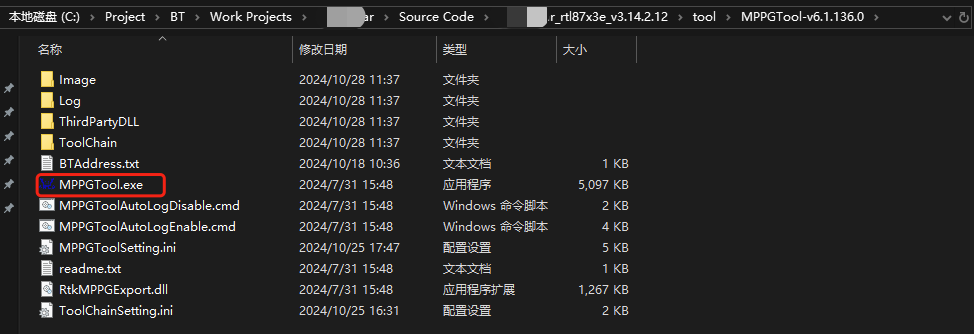 本地磁盘 (C:) › Project › BT › Work Projects › ar › Source Code › .r_rtl87x3e_v3.14.2.12 › tool › MPPGTool-v6.1.136.0
名称 修改日期 类型 大小
Image 2024/10/28 11:37 文件夹
Log 2024/10/28 11:37 文件夹
ThirdPartyDLL 2024/10/28 11:37 文件夹
ToolChain 2024/10/28 11:37 文件夹
BTAddress.txt 2024/10/18 10:36 文本文档 1 KB
MPPGTool.exe 2024/7/31 15:48 应用程序 5,097 KB
MPPGToolAutoLogDisable.cmd 2024/7/31 15:48 Windows 命令脚本 2 KB
MPPGToolAutoLogEnable.cmd 2024/7/31 15:48 Windows 命令脚本 4 KB
MPPGToolSetting.ini 2024/10/25 17:47 配置设置 5 KB
readme.txt 2024/7/31 15:48 文本文档 1 KB
RtkMPPGExport.dll 2024/7/31 15:48 应用程序扩展 1,267 KB
ToolChainSetting.ini 2024/10/25 16:31 配置设置 2 KB